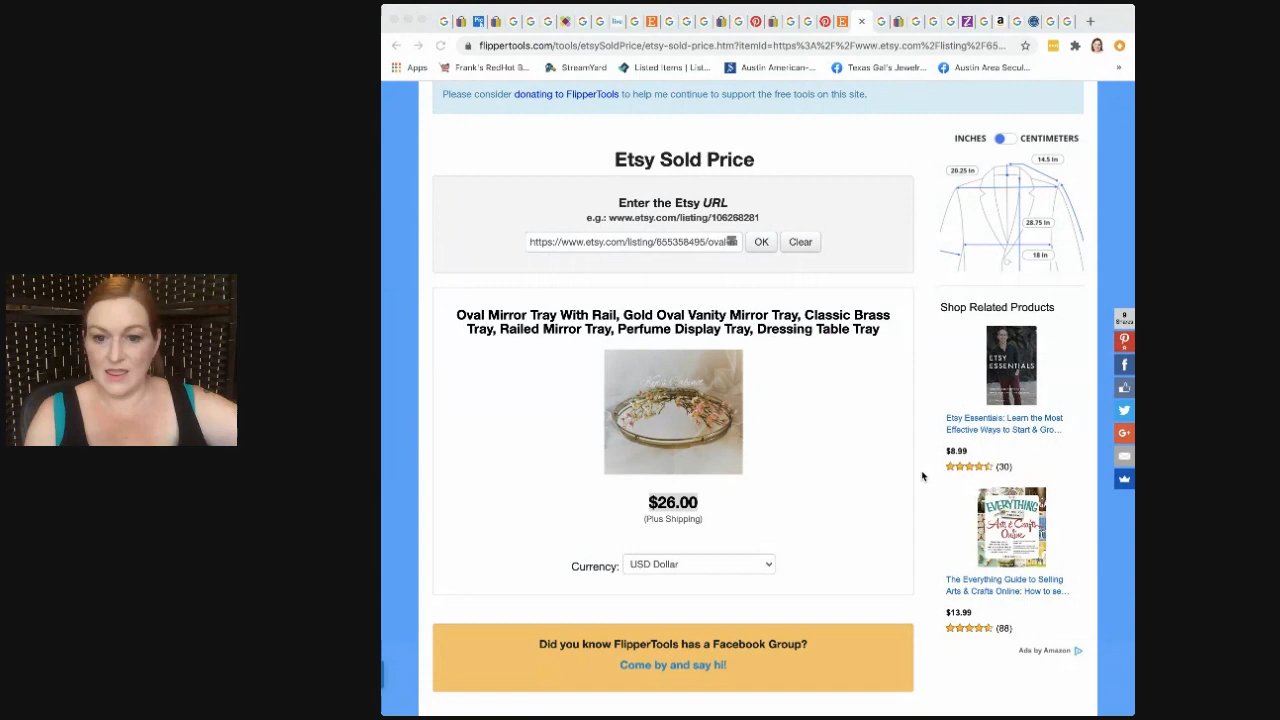 flippertools.com/tools/etsySoldPrice/etsy-sold-price.htm?itemId=https%3A%2F%2Fwww.etsy.com%2Flisting%2F65...
Apps
Frank's RedHot B...
StreamYard
Listed Items | List...
Austin American-...
Texas Gal's Jewelr...
Austin Area Secul...
»
Please consider donating to FlipperTools to help me continue to support the free tools on this site.
INCHES CENTIMETERS
14.5 in
20.25 in
28.75 in
18 in
Etsy Sold Price
Enter the Etsy URL
e.g.: www.etsy.com/listing/106268281
https://www.etsy.com/listing/655358495/oval
OK
Clear
Oval Mirror Tray With Rail, Gold Oval Vanity Mirror Tray, Classic Brass
Tray, Railed Mirror Tray, Perfume Display Tray, Dressing Table Tray
$26.00
(Plus Shipping)
Currency: USD Dollar
Did you know FlipperTools has a Facebook Group?
Come by and say hi!
Shop Related Products
ETSY
ESSENTIALS
Etsy Essentials: Learn the Most
Effective Ways to Start & Gro...
$8.99
(30)
EVERYTHING
Arts & Crafts
Online
The Everything Guide to Selling
Arts & Crafts Online: How to se...
$13.99
(88)
Ads by Amazon
9
Shares
9